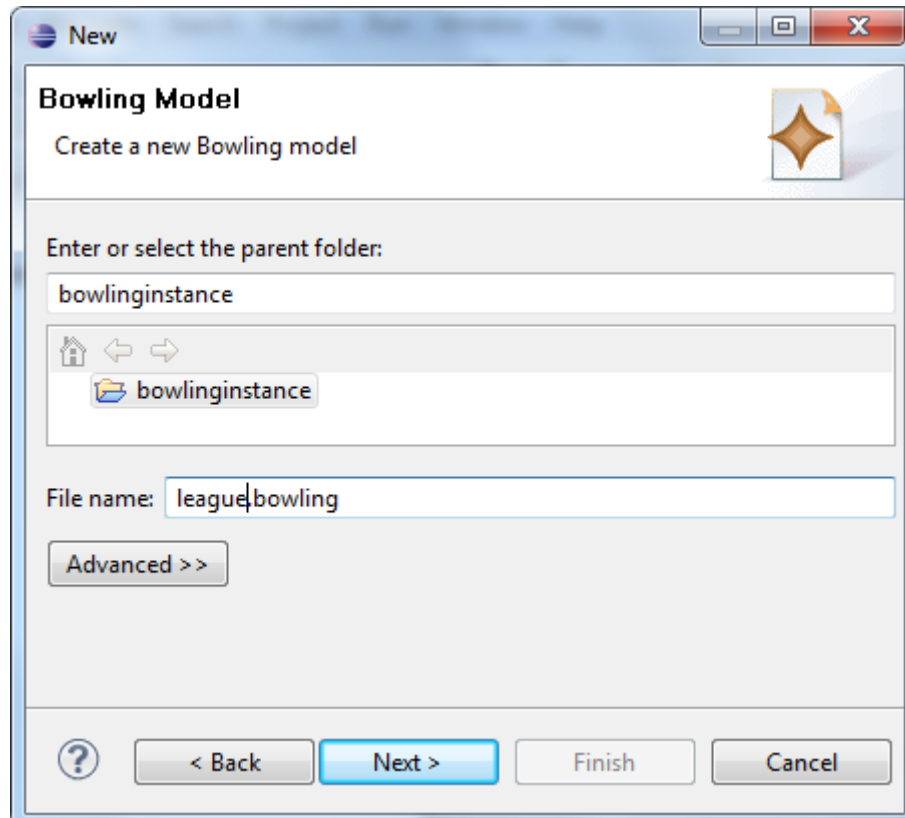 New
Bowling Model
Create a new Bowling model
Enter or select the parent folder:
bowlinginstance
bowlinginstance
File name: league.bowling
Advanced >>
< Back Next > Finish Cancel